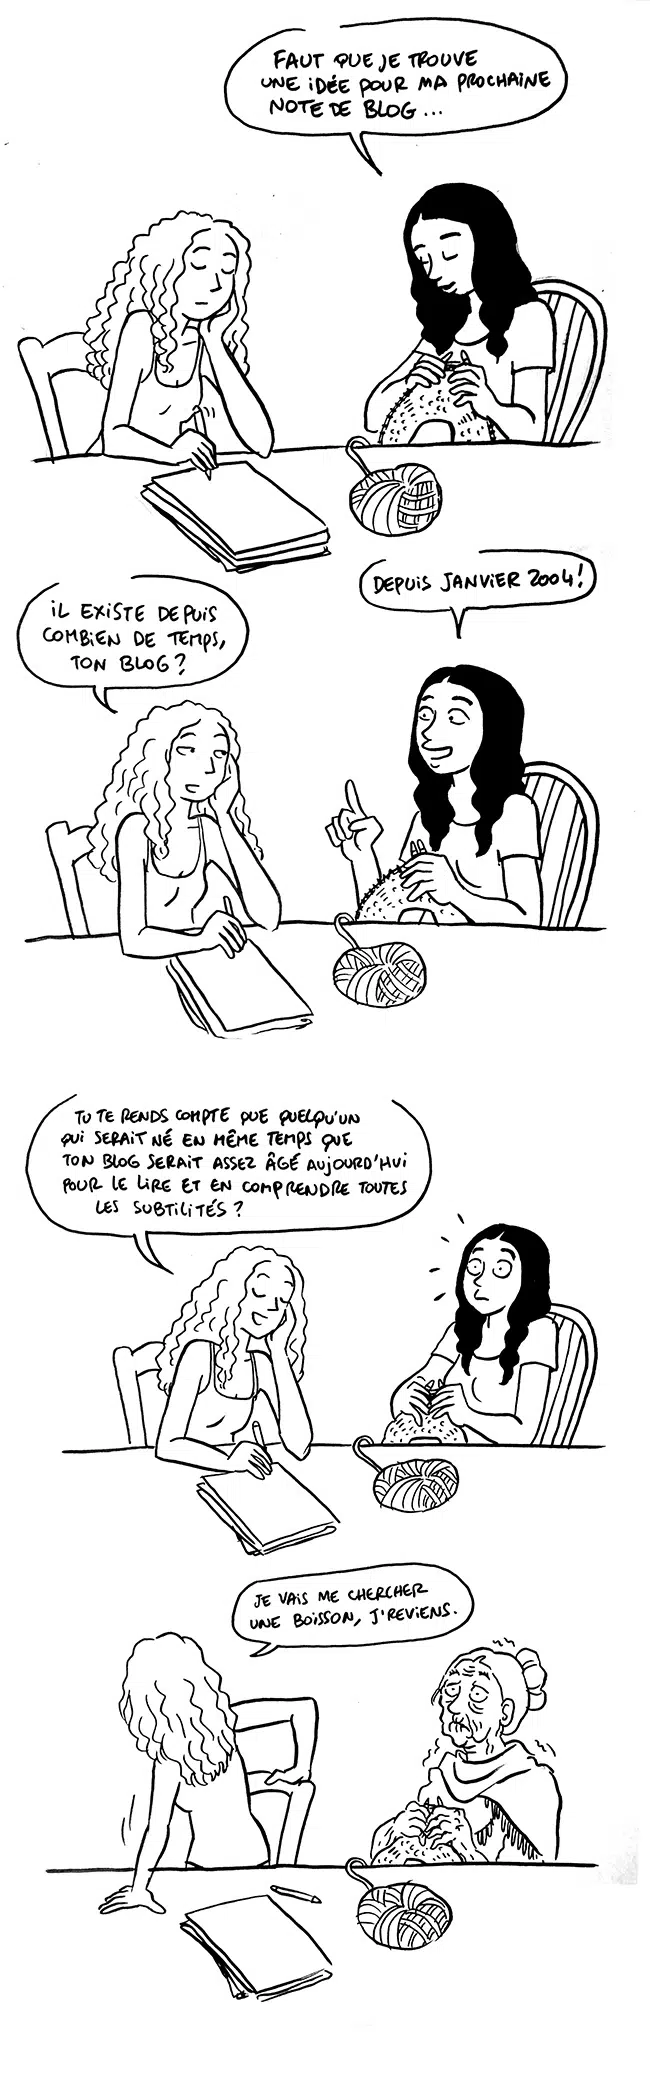 FAUT QUE JE TROUVE
UNE IDÉE POUR MA PROCHAINE
NOTE DE BLOG...
DEPUIS JANVIER 2004!
IL EXISTE DEPUIS
COMBIEN DE TEMPS,
TON BLOG?
TU TE RENDS COMPTE QUE QUELQU'UN
QUI SERAIT NÉ EN MÊME TEMPS QUE
TON BLOG SERAIT ASSEZ ÂGÉ AUJOURD'HUI
POUR LE LIRE ET EN COMPRENDRE TOUTES
LES SUBTILITÉS?
JE VAIS ME CHERCHER
UNE BOISSON, J'REVIENS.